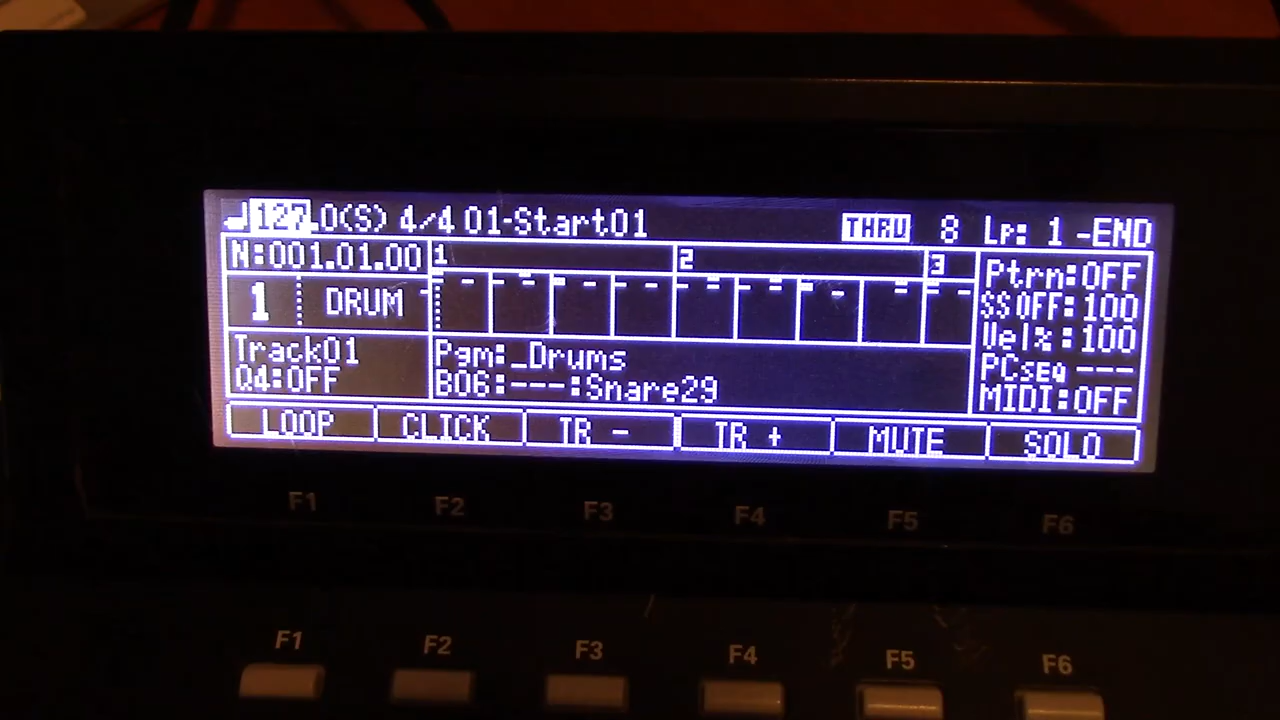 127.0(S) 4/4 01-Start01 THRU 8 Lp: 1 -END
N:001.01.00 1 2 3 Ptrn:OFF
1 DRUM SS OFF:100
Vel%:100
Track01 Pgm:_Drums PCSEQ ---
Q4:OFF B06:---:Snare29 MIDI:OFF
LOOP CLICK TR - TR + MUTE SOLO
F1 F2 F3 F4 F5 F6
F1 F2 F3 F4 F5 F6